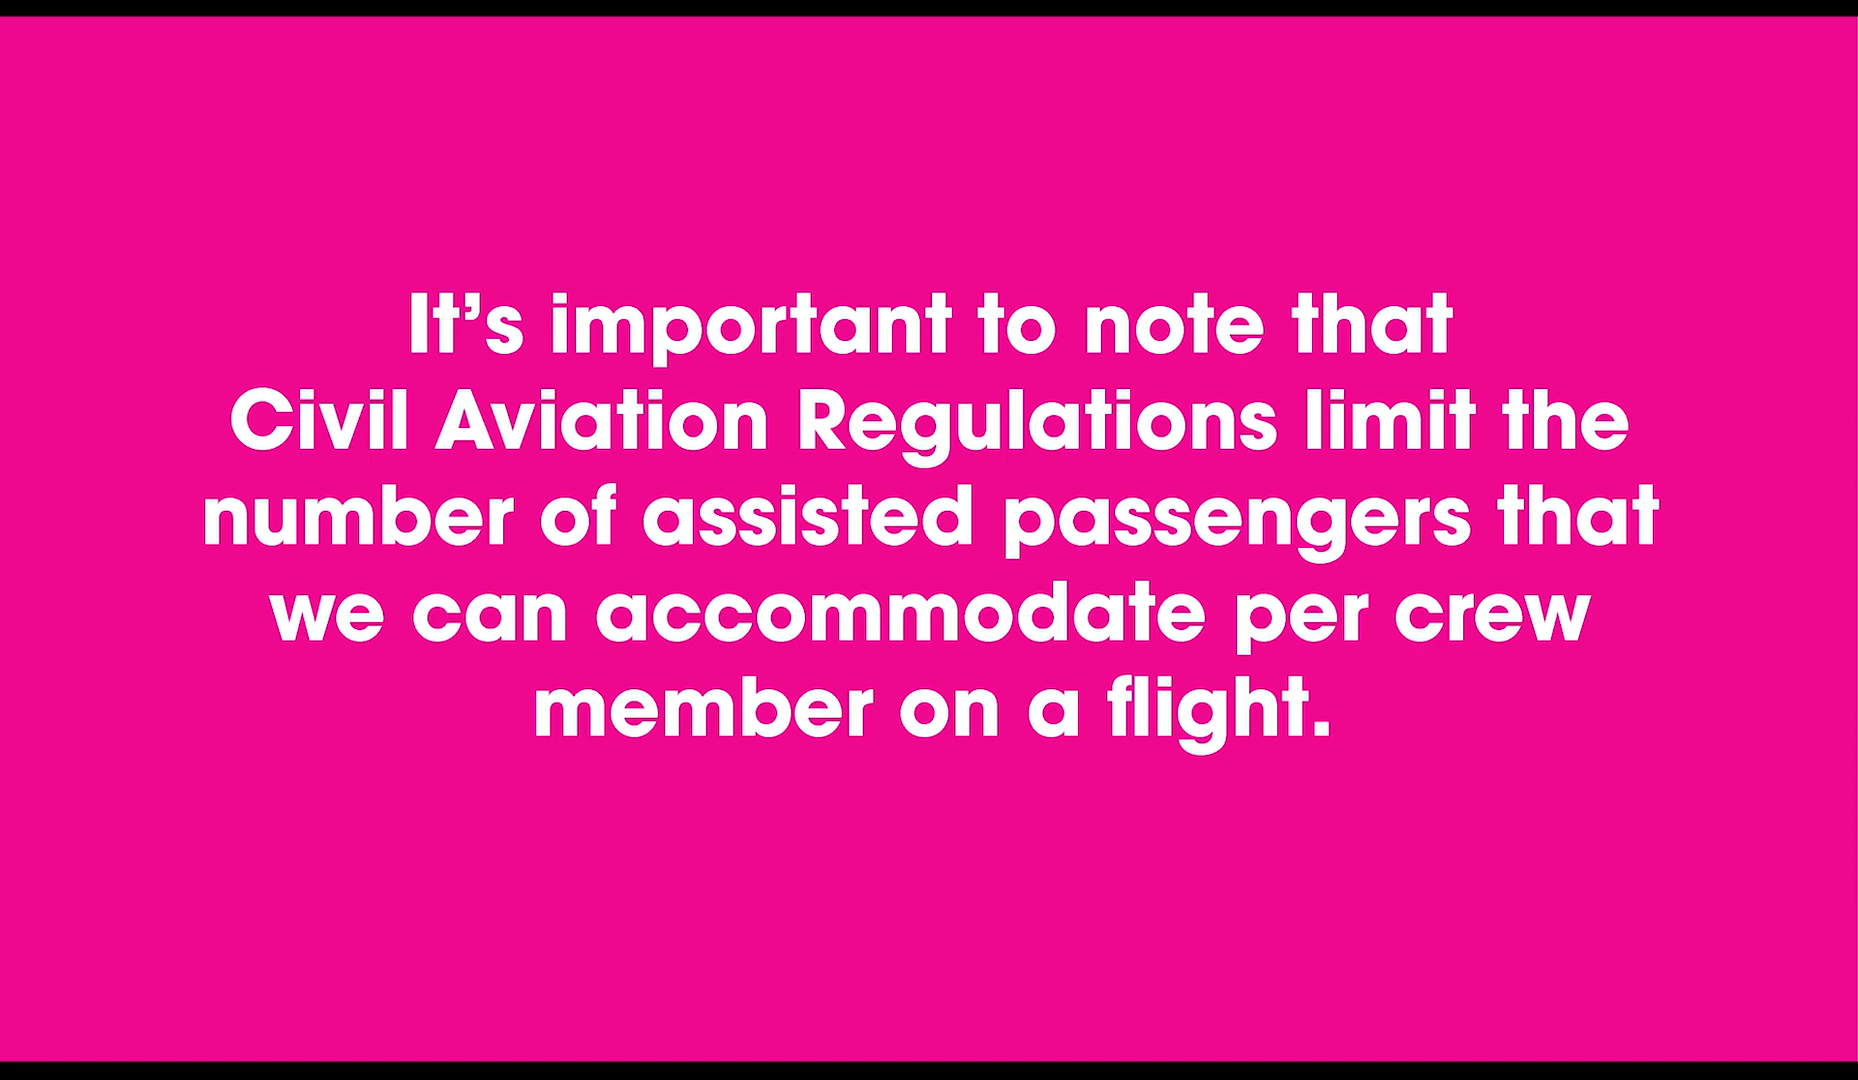 It’s important to note that
Civil Aviation Regulations limit the
number of assisted passengers that
we can accommodate per crew
member on a flight.